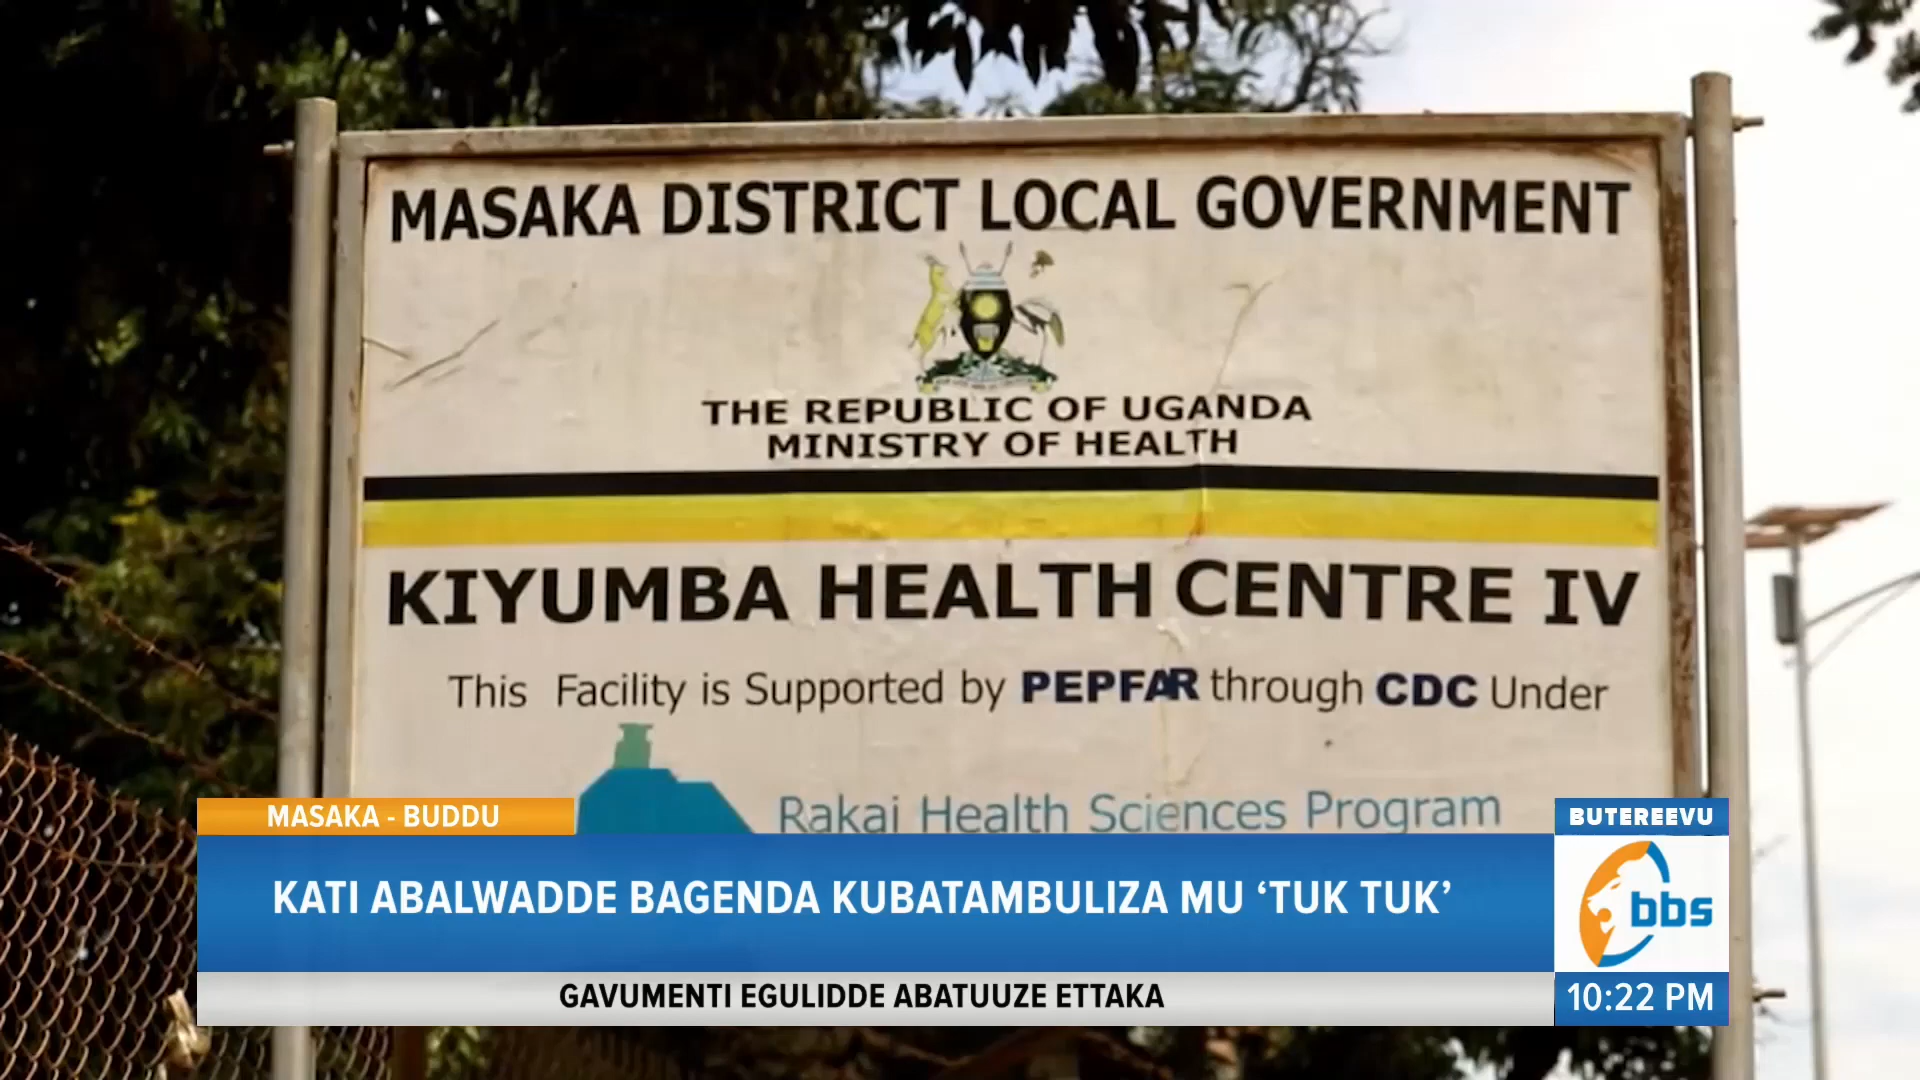 MASAKA DISTRICT LOCAL GOVERNMENT
THE REPUBLIC OF UGANDA
MINISTRY OF HEALTH
KIYUMBA HEALTH CENTRE IV
This Facility is Supported by PEPFAR through CDC Under
Rakai Health Sciences Program
MASAKA - BUDDU
BUTEREEVU
KATI ABALWADDE BAGENDA KUBATAMBULIZA MU ‘TUK TUK’
bbs
GAVUMENTI EGULIDDE ABATUUZE ETTAKA
10:22 PM